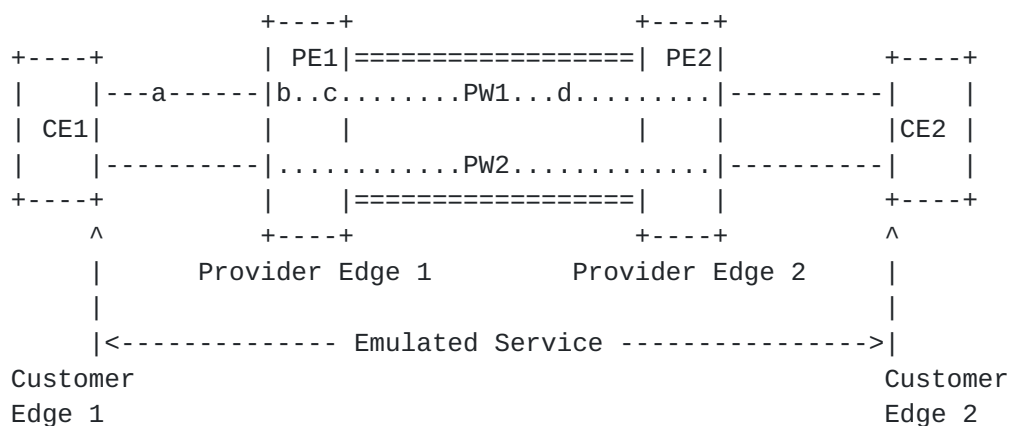 +----+                  +----+
+----+           | PE1|==================| PE2|          +----+
|    |---a------|b..c........PW1...d.........|----------|    |
| CE1|          |    |                  |    |          |CE2 |
|    |----------|............PW2.............|----------|    |
+----+          |    |==================|    |          +----+
     ^          +----+                  +----+          ^
     |      Provider Edge 1         Provider Edge 2     |
     |                                                  |
     |<-------------- Emulated Service ---------------->|
Customer                                                Customer
Edge 1                                                  Edge 2